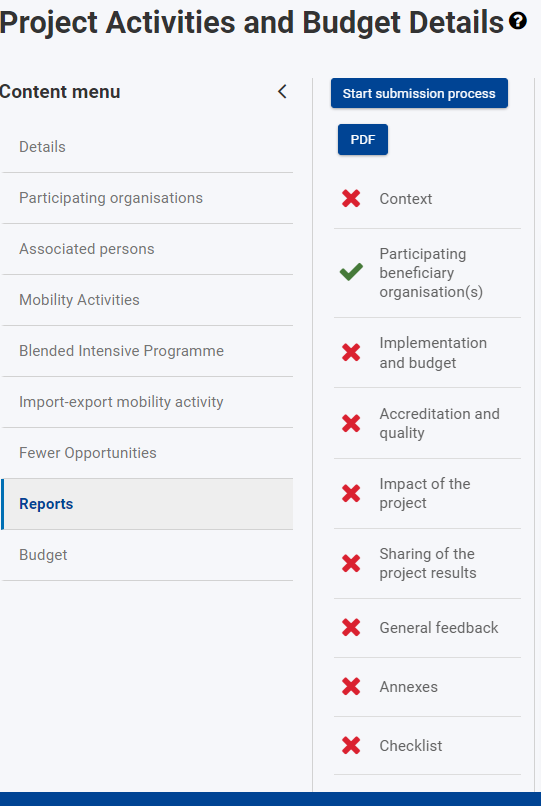 Project Activities and Budget Details ?
Content menu
Details
Participating organisations
Associated persons
Mobility Activities
Blended Intensive Programme
Import-export mobility activity
Fewer Opportunities
Reports
Budget
Start submission process
PDF
Context
Participating
beneficiary
organisation(s)
Implementation
and budget
Accreditation and
quality
Impact of the
project
Sharing of the
project results
General feedback
Annexes
Checklist